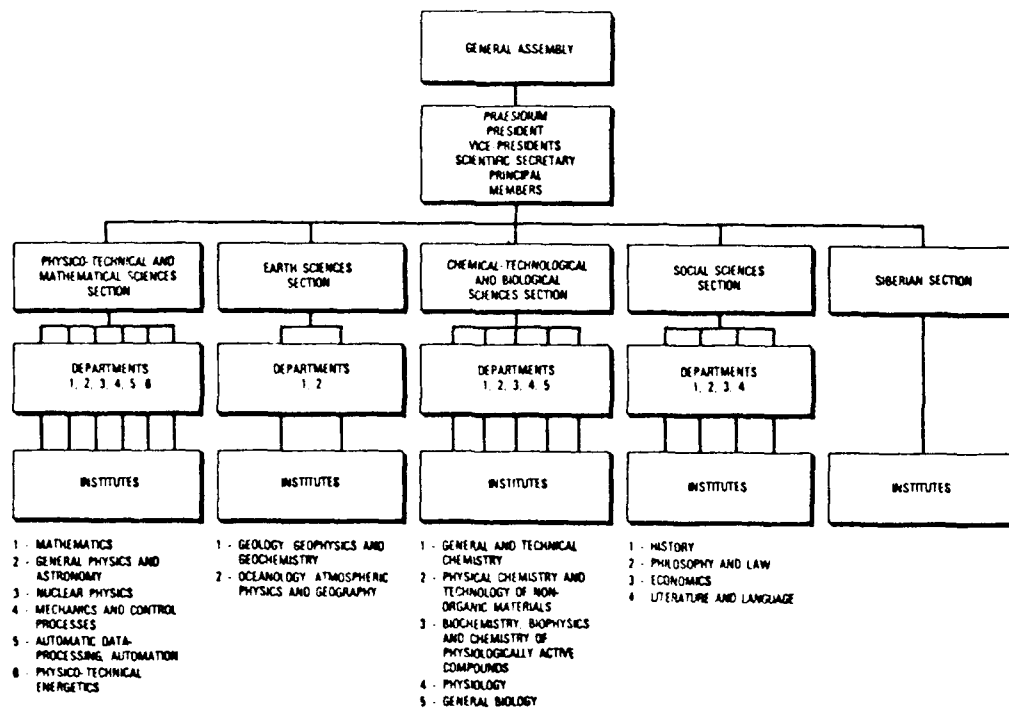 GENERAL ASSEMBLY
PRAESIDIUM
PRESIDENT
VICE PRESIDENTS
SCIENTIFIC SECRETARY
PRINCIPAL
MEMBERS
PHYSICO-TECHNICAL AND
MATHEMATICAL SCIENCES
SECTION
EARTH SCIENCES
SECTION
CHEMICAL-TECHNOLOGICAL
AND BIOLOGICAL
SCIENCES SECTION
SOCIAL SCIENCES
SECTION
SIBERIAN SECTION
DEPARTMENTS
1, 2, 3, 4, 5 6
DEPARTMENTS
1, 2
DEPARTMENTS
1, 2, 3, 4, 5
DEPARTMENTS
1, 2, 3, 4
INSTITUTES
INSTITUTES
INSTITUTES
INSTITUTES
INSTITUTES
1 - MATHEMATICS
2 - GENERAL PHYSICS AND
ASTRONOMY
3 - NUCLEAR PHYSICS
4 - MECHANICS AND CONTROL
PROCESSES
5 - AUTOMATIC DATA-
PROCESSING, AUTOMATION
6 - PHYSICO-TECHNICAL
ENERGETICS
1 - GEOLOGY GEOPHYSICS AND
GEOCHEMISTRY
2 - OCEANOLOGY ATMOSPHERIC
PHYSICS AND GEOGRAPHY
1 - GENERAL AND TECHNICAL
CHEMISTRY
2 - PHYSICAL CHEMISTRY AND
TECHNOLOGY OF NON-
ORGANIC MATERIALS
3 - BIOCHEMISTRY, BIOPHYSICS
AND CHEMISTRY OF
PHYSIOLOGICALLY ACTIVE
COMPOUNDS
4 - PHYSIOLOGY
5 - GENERAL BIOLOGY
1 - HISTORY
2 - PHILOSOPHY AND LAW
3 - ECONOMICS
4 LITERATURE AND LANGUAGE